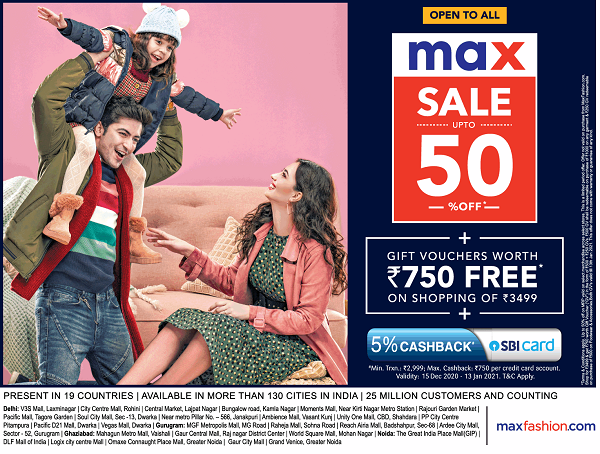 OPEN TO ALL
max
SALE
UPTO
50
%OFF*
+
GIFT VOUCHERS WORTH
₹750 FREE*
ON SHOPPING OF ₹3499
+
5% CASHBACK* SBI card
*Min. Trxn.: ₹2,999; Max. Cashback: ₹750 per credit card account.
Validity: 15 Dec 2020 - 13 Jan 2021. T&C Apply.
PRESENT IN 19 COUNTRIES | AVAILABLE IN MORE THAN 130 CITIES IN INDIA | 25 MILLION CUSTOMERS AND COUNTING
Delhi: V3S Mall, Laxminagar | City Centre Mall, Rohini | Central Market, Lajpat Nagar | Bungalow road, Kamla Nagar | Moments Mall, Near Kirti Nagar Metro Station | Rajouri Garden Market |
Pacific Mall, Tagore Garden | Soul City Mall, Sec -13, Dwarka | Near metro Pillar No. – 566, Janakpuri | Ambience Mall, Vasant Kunj | Unity One Mall, CBD, Shahdara | PP City Centre
Pitampura | Pacific D21 Mall, Dwarka | Vegas Mall, Dwarka | Gurugram: MGF Metropolis Mall, MG Road | Raheja Mall, Sohna Road | Reach Airia Mall, Badshahpur, Sec-68 | Ardee City Mall,
Sector - 52, Gurugram | Ghaziabad: Mahagun Metro Mall, Vaishali | Gaur Central Mall, Raj nagar District Center | World Square Mall, Mohan Nagar | Noida: The Great India Place Mall(GIP) |
DLF Mall of India | Logix city centre Mall | Omaxe Connaught Place Mall, Greater Noida | Gaur City Mall | Grand Venice, Greater Noida
maxfashion.com